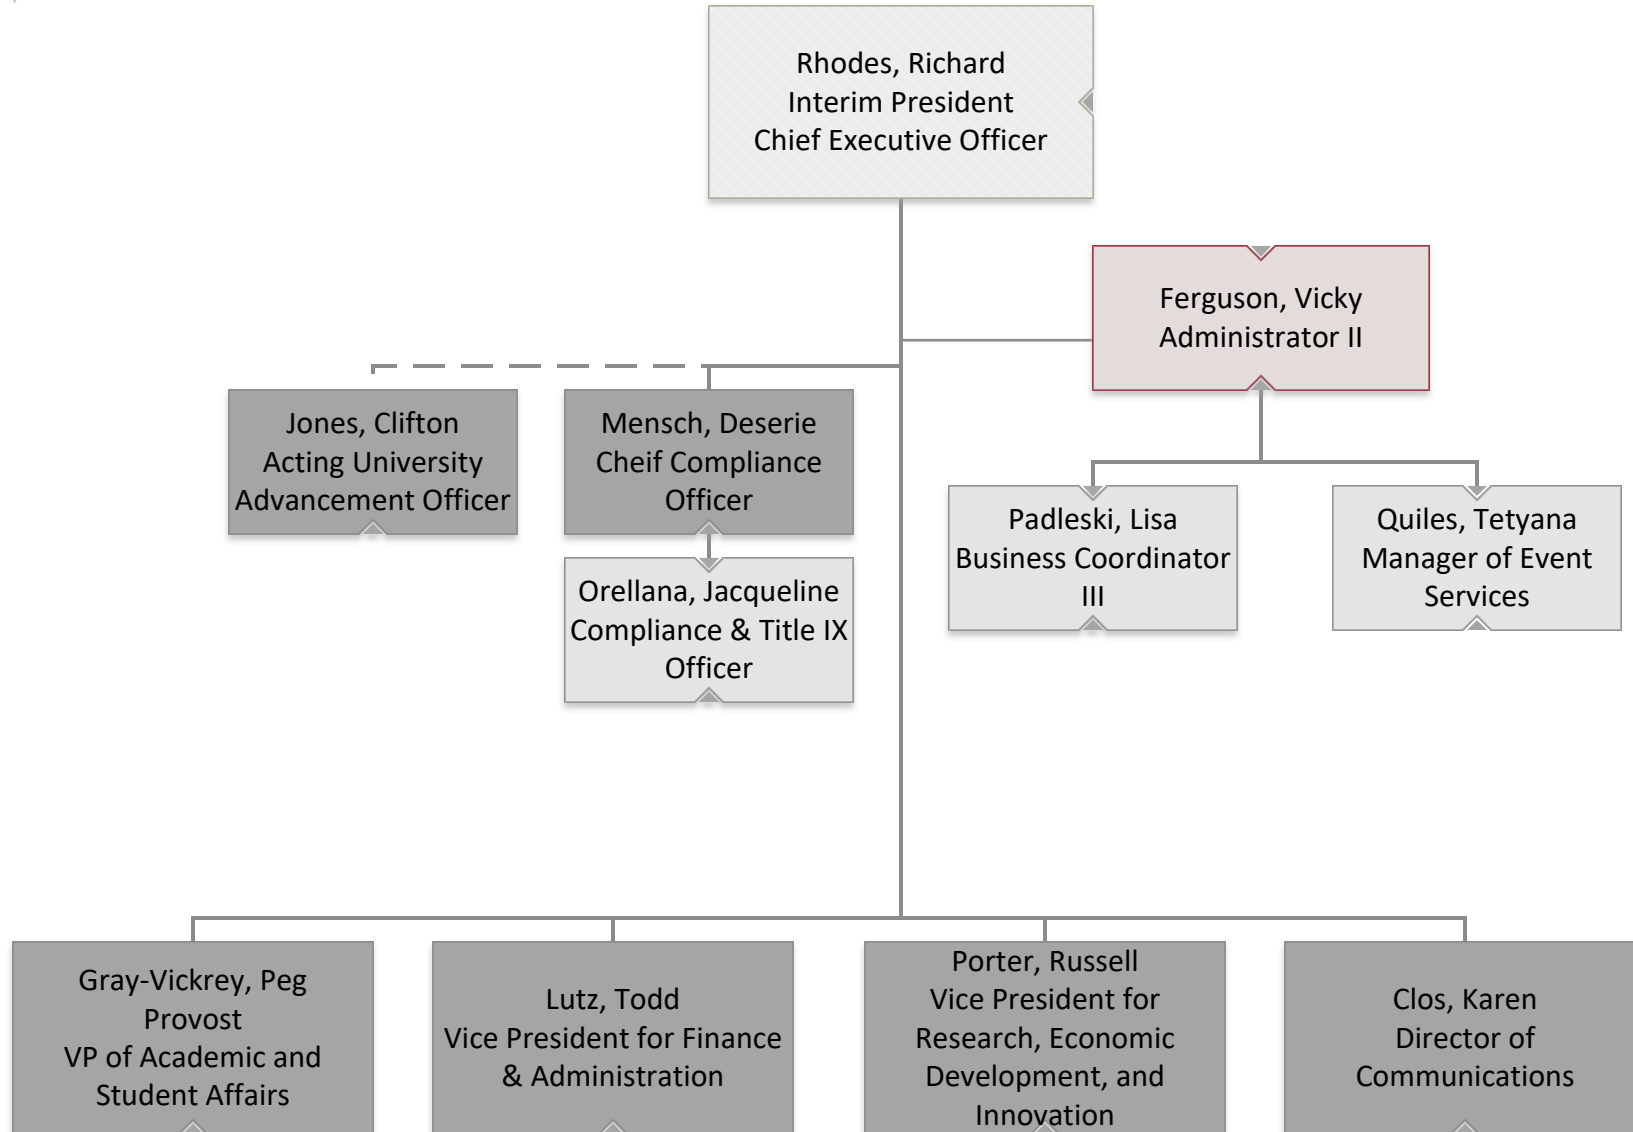 Rhodes, Richard
Interim President
Chief Executive Officer
Ferguson, Vicky
Administrator II
Jones, Clifton
Acting University
Advancement Officer
Mensch, Deserie
Cheif Compliance
Officer
Padleski, Lisa
Business Coordinator
III
Quiles, Tetyana
Manager of Event
Services
Orellana, Jacqueline
Compliance & Title IX
Officer
Gray-Vickrey, Peg
Provost
VP of Academic and
Student Affairs
Lutz, Todd
Vice President for Finance
& Administration
Porter, Russell
Vice President for
Research, Economic
Development, and
Innovation
Clos, Karen
Director of
Communications